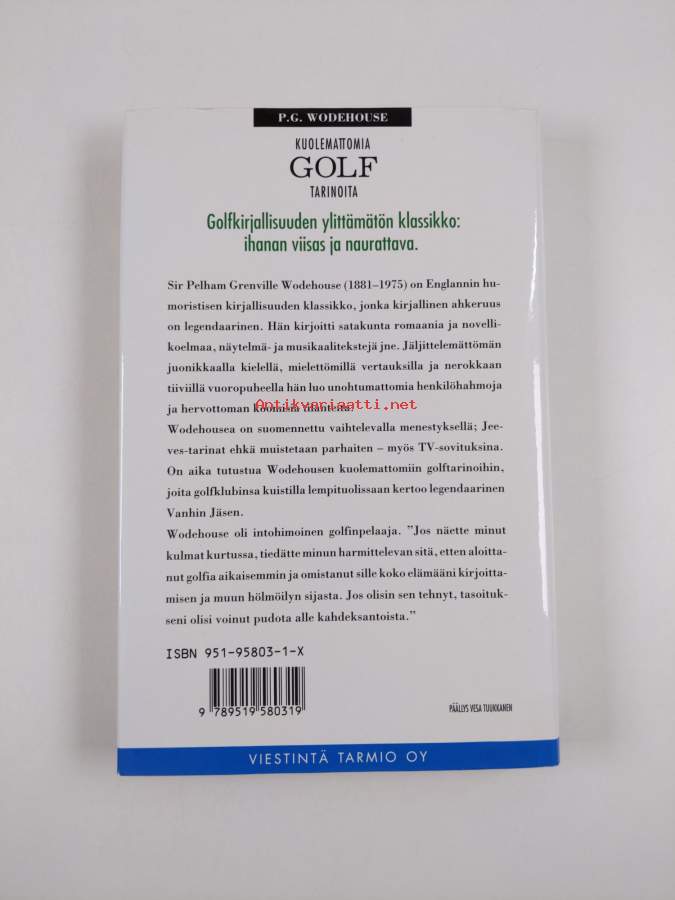 P.G. WODEHOUSE
KUOLEMATTOMIA
GOLF
TARINOITA
Golfkirjallisuuden ylittämätön klassikko:
ihanan viisas ja naurattava.
Sir Pelham Grenville Wodehouse (1881–1975) on Englannin hu-
moristisen kirjallisuuden klassikko, jonka kirjallinen ahkeruus
on legendaarinen. Hän kirjoitti satakunta romaania ja novelli-
koelmaa, näytelmä- ja musikaalitekstejä jne. Jäljittelemättömän
juonikkaalla kielellä, mielettömillä vertauksilla ja nerokkaan
tiiviillä vuoropuheella hän luo unohtumattomia henkilöhahmoja
ja hervottoman koomisia tilanteita.
Antikvariaatti.net
Wodehousea on suomennettu vaihtelevalla menestyksellä; Jee-
ves-tarinat ehkä muistetaan parhaiten – myös TV-sovituksina.
On aika tutustua Wodehousen kuolemattomiin golftarinoihin,
joita golfklubinsa kuistilla lempituolissaan kertoo legendaarinen
Vanhin Jäsen.
Wodehouse oli intohimoinen golfinpelaaja. ”Jos näette minut
kulmat kurtussa, tiedätte minun harmittelevan sitä, etten aloitta-
nut golfia aikaisemmin ja omistanut sille koko elämääni kirjoitta-
misen ja muun hölmöilyn sijasta. Jos olisin sen tehnyt, tasoituk-
seni olisi voinut pudota alle kahdeksantoista.”
ISBN 951-95803-1-X
9 789519 580319
PÄÄLLYS VESA TUUKKANEN
VIESTINTÄ TARMIO OY